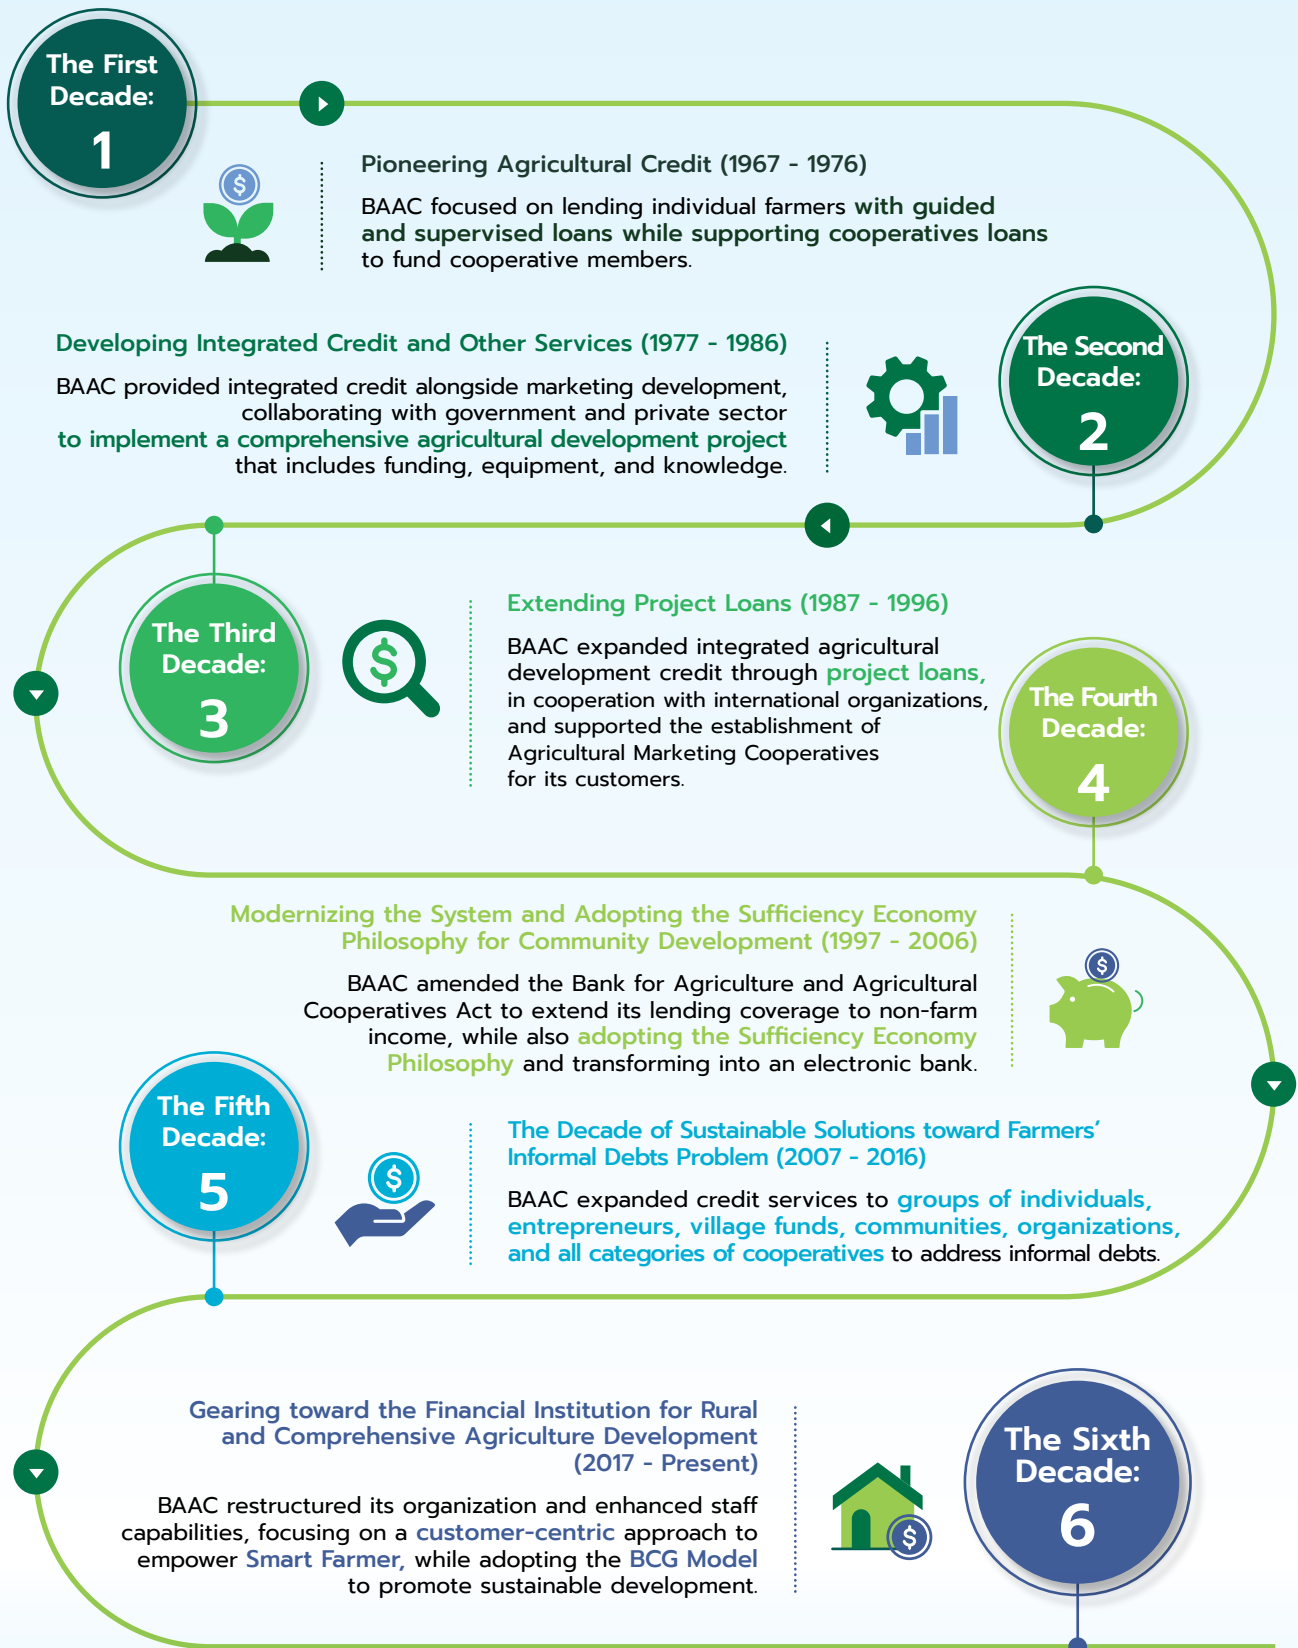 The First
Decade:
1
Pioneering Agricultural Credit (1967 - 1976)
BAAC focused on lending individual farmers with guided
and supervised loans while supporting cooperatives loans
to fund cooperative members.
The Second
Decade:
2
Developing Integrated Credit and Other Services (1977 - 1986)
BAAC provided integrated credit alongside marketing development,
collaborating with government and private sector
to implement a comprehensive agricultural development project
that includes funding, equipment, and knowledge.
The Third
Decade:
3
Extending Project Loans (1987 - 1996)
BAAC expanded integrated agricultural
development credit through project loans,
in cooperation with international organizations,
and supported the establishment of
Agricultural Marketing Cooperatives
for its customers.
The Fourth
Decade:
4
Modernizing the System and Adopting the Sufficiency Economy
Philosophy for Community Development (1997 - 2006)
BAAC amended the Bank for Agriculture and Agricultural
Cooperatives Act to extend its lending coverage to non-farm
income, while also adopting the Sufficiency Economy
Philosophy and transforming into an electronic bank.
The Fifth
Decade:
5
The Decade of Sustainable Solutions toward Farmers’
Informal Debts Problem (2007 - 2016)
BAAC expanded credit services to groups of individuals,
entrepreneurs, village funds, communities, organizations,
and all categories of cooperatives to address informal debts.
The Sixth
Decade:
6
Gearing toward the Financial Institution for Rural
and Comprehensive Agriculture Development
(2017 - Present)
BAAC restructured its organization and enhanced staff
capabilities, focusing on a customer-centric approach to
empower Smart Farmer, while adopting the BCG Model
to promote sustainable development.